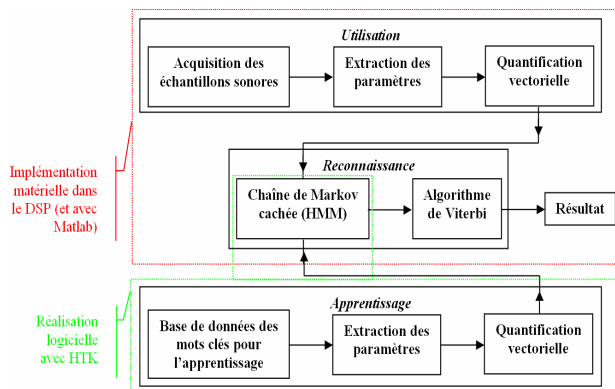 Utilisation
Acquisition des
échantillons sonores
Extraction des
paramètres
Quantification
vectorielle
Implémentation
matérielle dans
le DSP (et avec
Matlab)
Reconnaissance
Chaîne de Markov
cachée (HMM)
Algorithme
de Viterbi
Résultat
Réalisation
logicielle
avec HTK
Apprentissage
Base de données des
mots clés pour
l'apprentissage
Extraction des
paramètres
Quantification
vectorielle